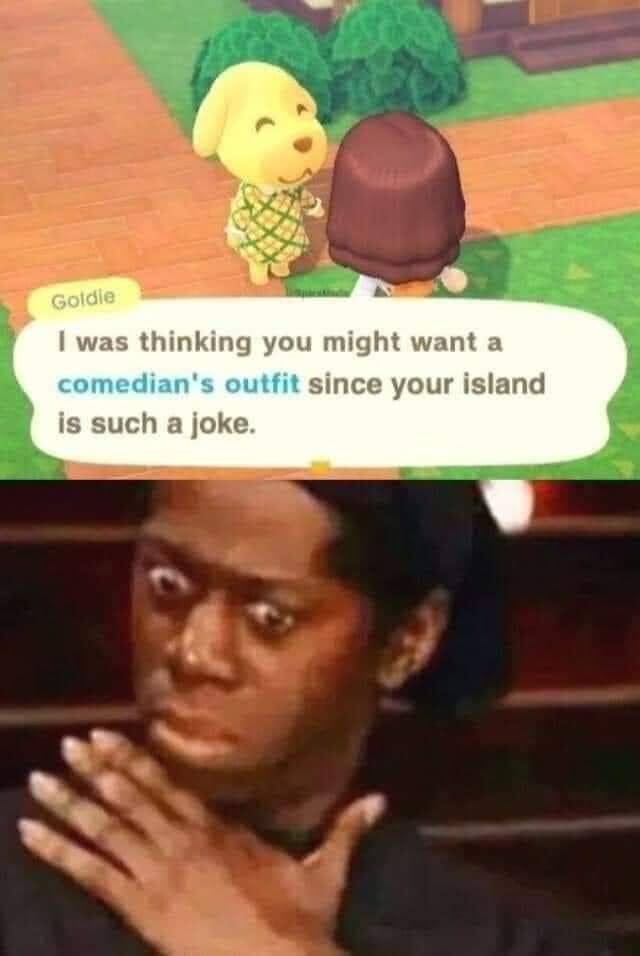 Goldie
I was thinking you might want a
comedian's outfit since your island
is such a joke.